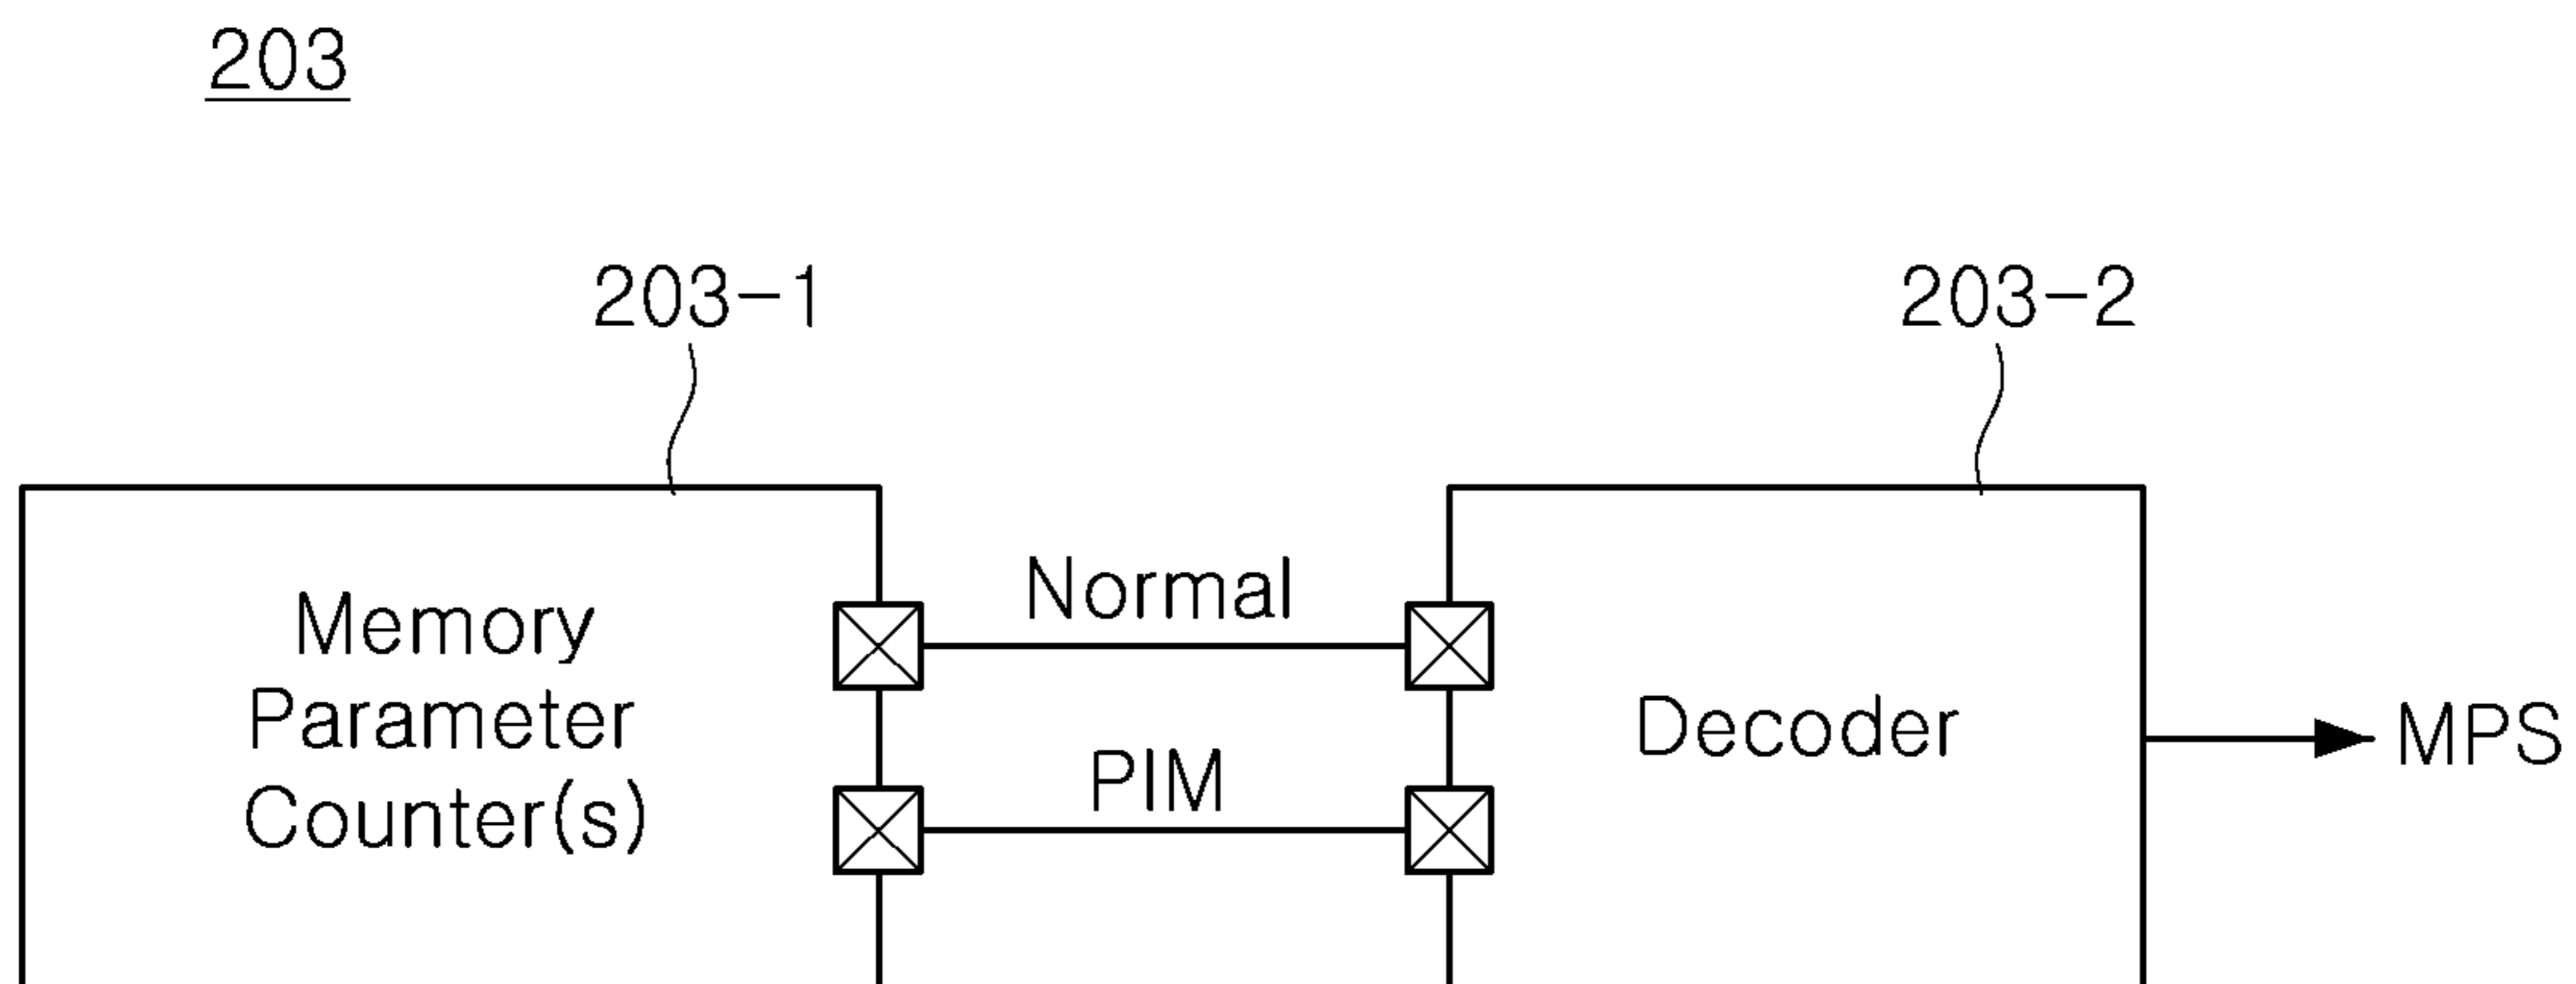 203
203-1
203-2
Memory
Parameter
Counter(s)
Normal
PIM
Decoder
MPS